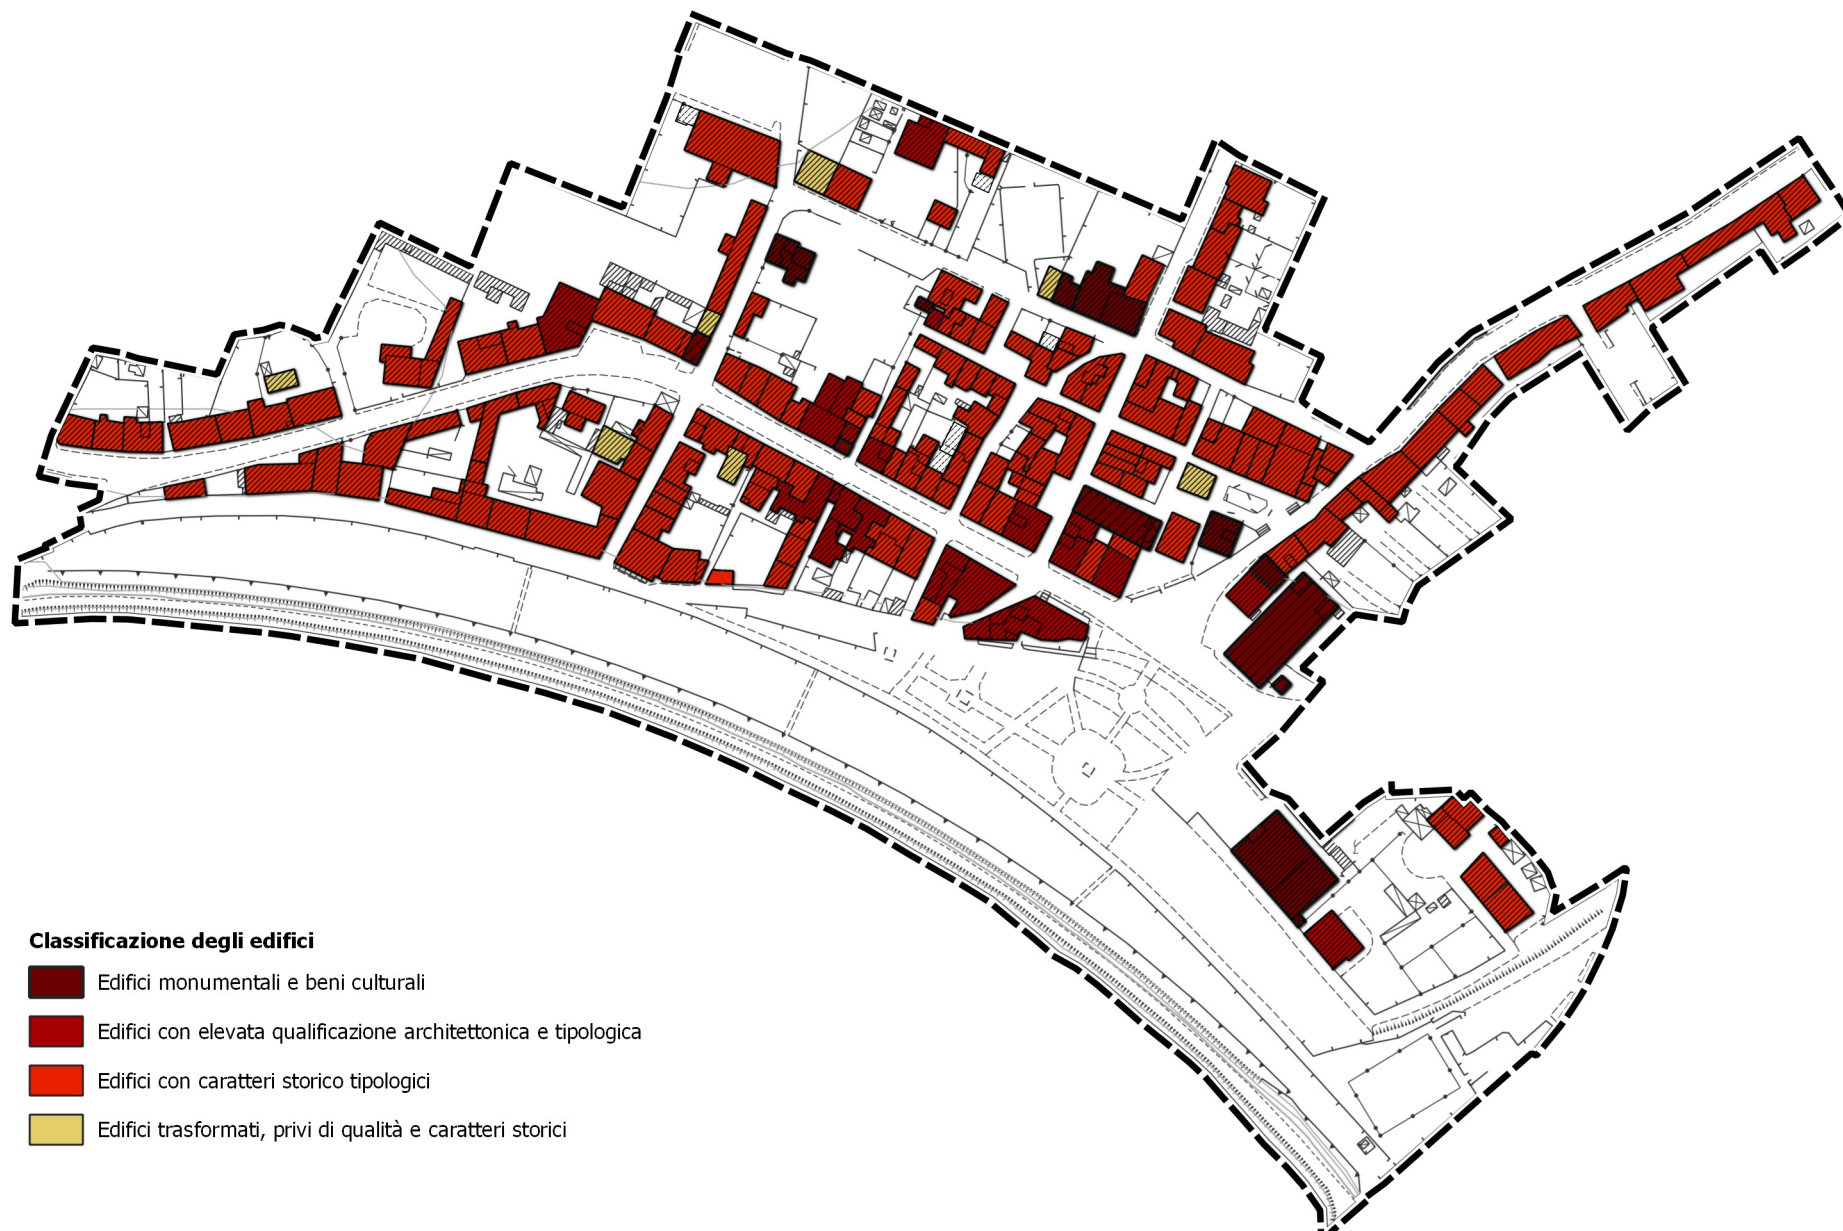 Classificazione degli edifici
Edifici monumentali e beni culturali
Edifici con elevata qualificazione architettonica e tipologica
Edifici con caratteri storico tipologici
Edifici trasformati, privi di qualità e caratteri storici